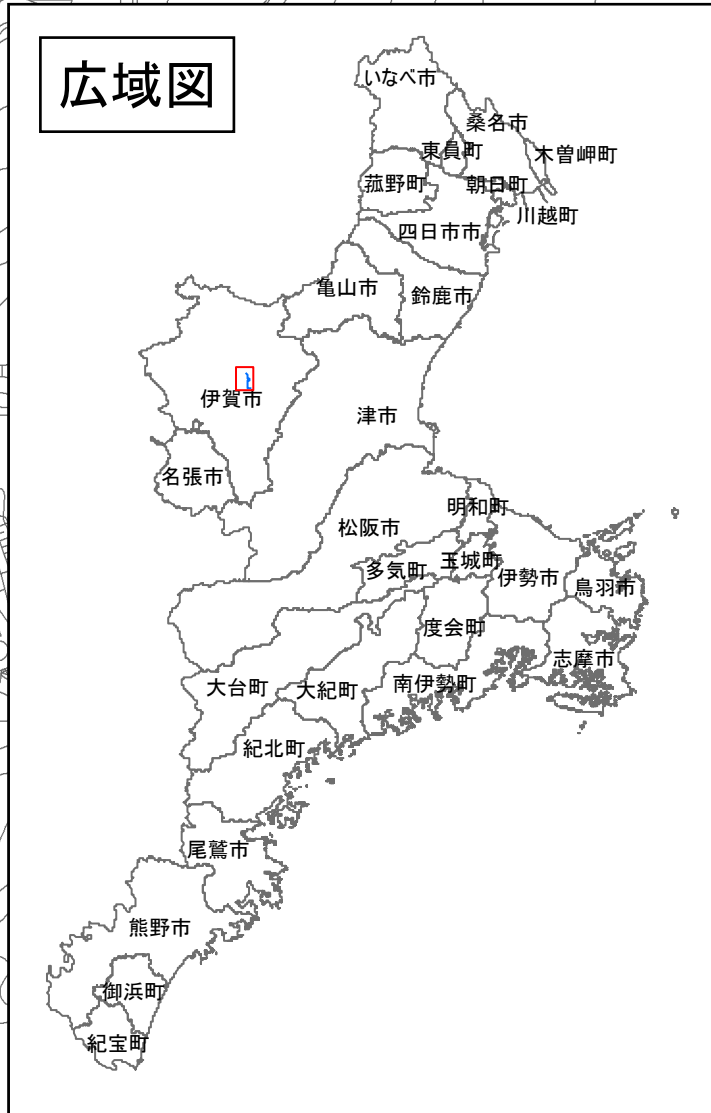 広域図
いなべ市
桑名市
東員町
木曽岬町
菰野町
朝日町
川越町
四日市市
亀山市
鈴鹿市
伊賀市
津市
名張市
明和町
松阪市
玉城町
多気町
伊勢市
鳥羽市
度会町
志摩市
大台町
大紀町
南伊勢町
紀北町
尾鷲市
熊野市
御浜町
紀宝町